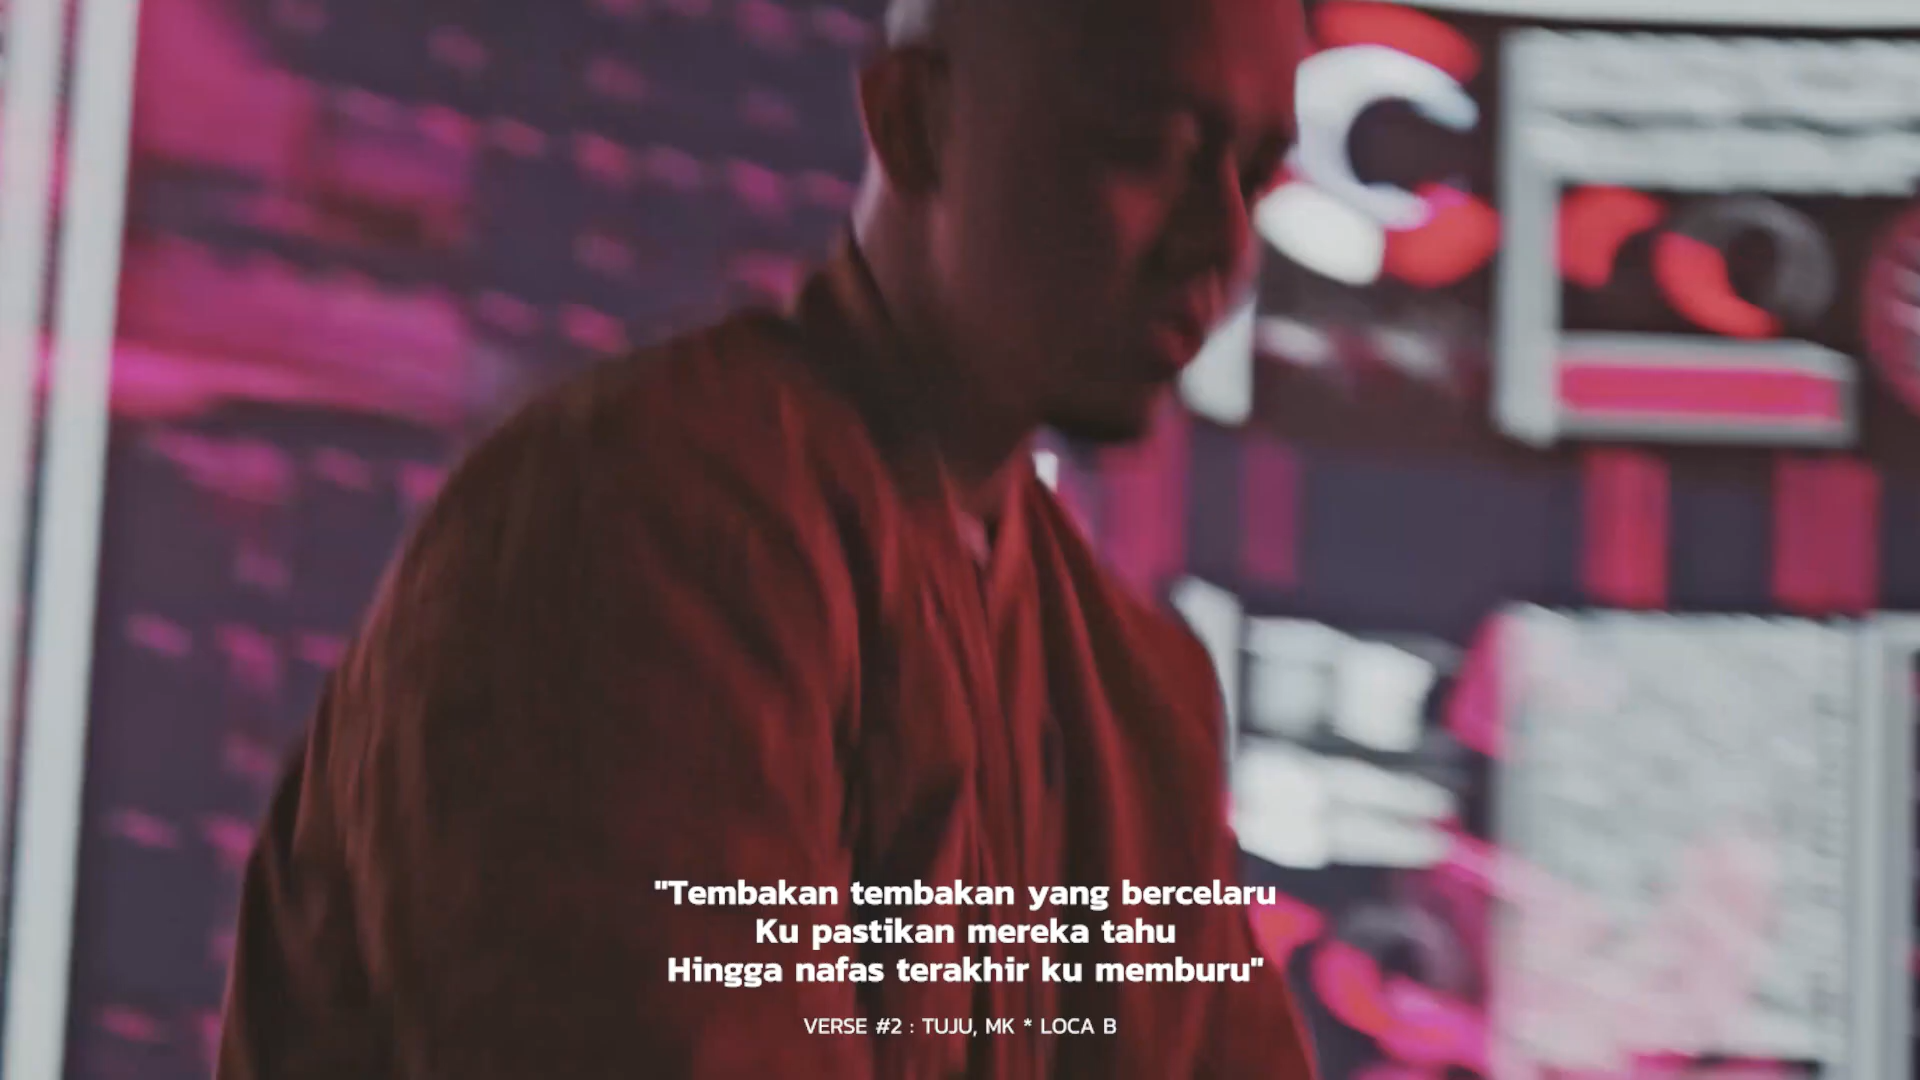 "Tembakan tembakan yang bercelaru
Ku pastikan mereka tahu
Hingga nafas terakhir ku memburu"
VERSE #2 : TUJU, MK * LOCA B